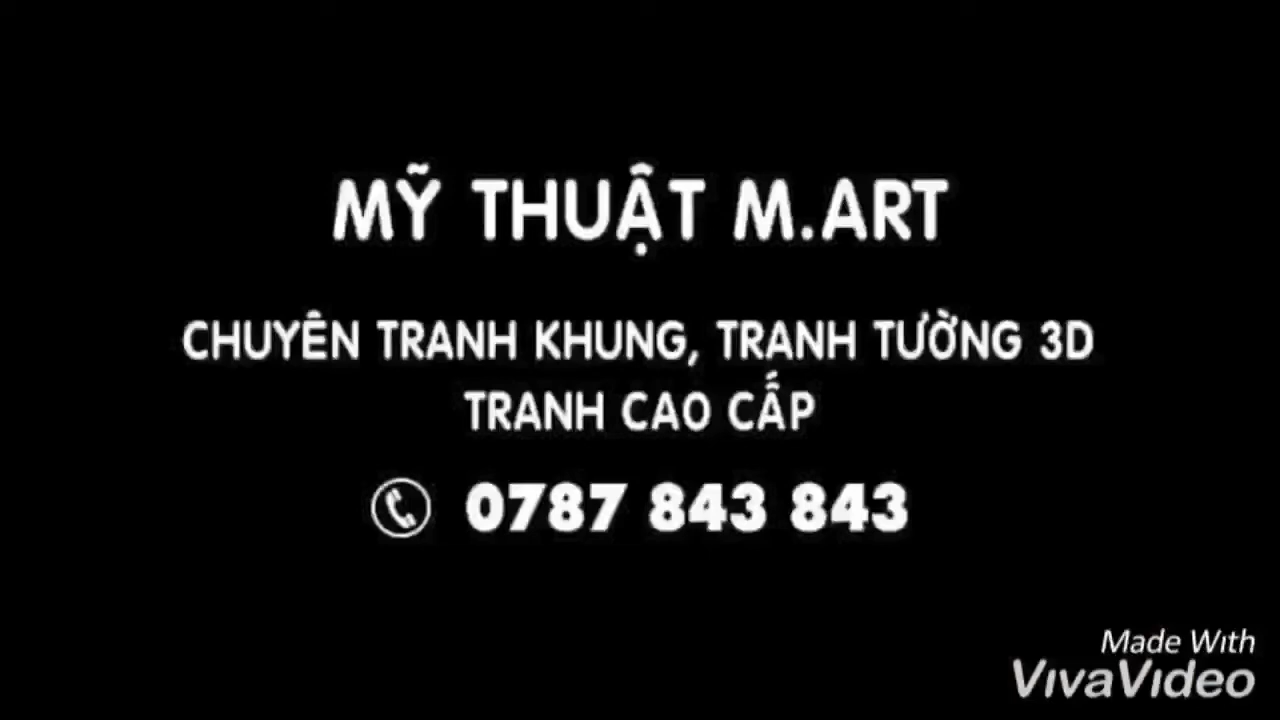 MỸ THUẬT M.ART
CHUYÊN TRANH KHUNG, TRANH TƯỜNG 3D
TRANH CAO CẤP
0787 843 843
Made With
VivaVideo